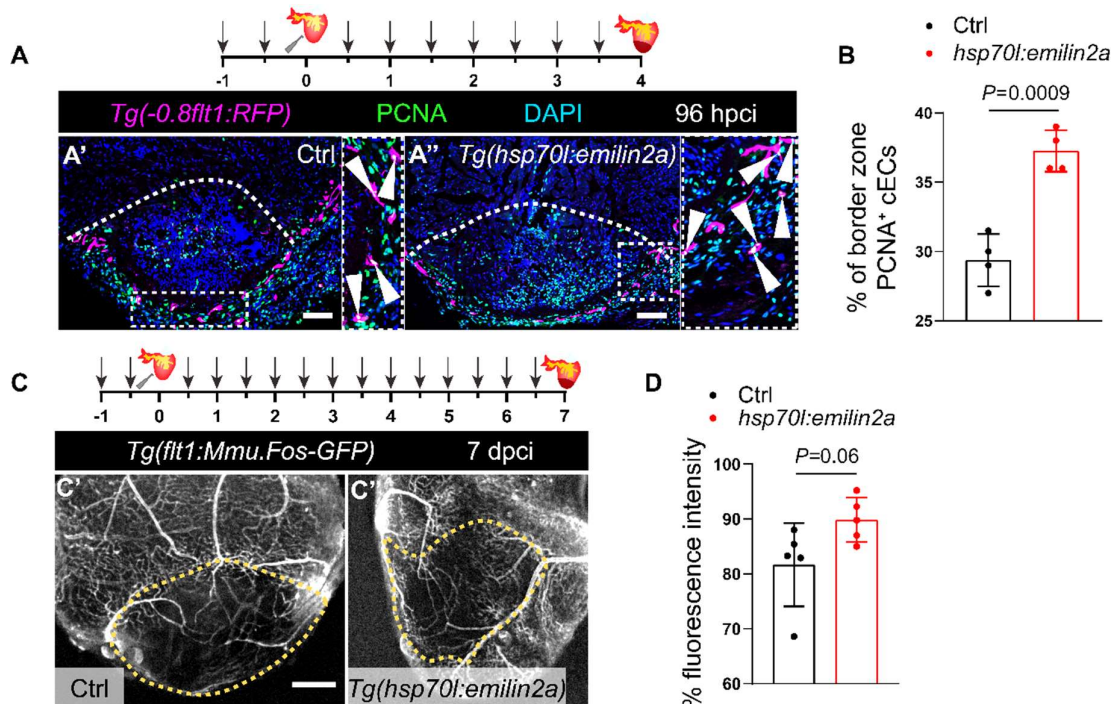 A
-1 0 1 2 3 4
Tg(-0.8flt1:RFP) PCNA DAPI 96 hpci
A' Ctrl
A" Tg(hsp70l:emilin2a)
B
Ctrl
hsp70l:emilin2a
P=0.0009
% of border zone
PCNA+ cECs
40
35
30
25
C
-1 0 1 2 3 4 5 6 7
Tg(flt1:Mmu.Fos-GFP) 7 dpci
C' Ctrl
C' Tg(hsp70l:emilin2a)
D
Ctrl
hsp70l:emilin2a
P=0.06
% fluorescence intensity
100
90
80
70
60